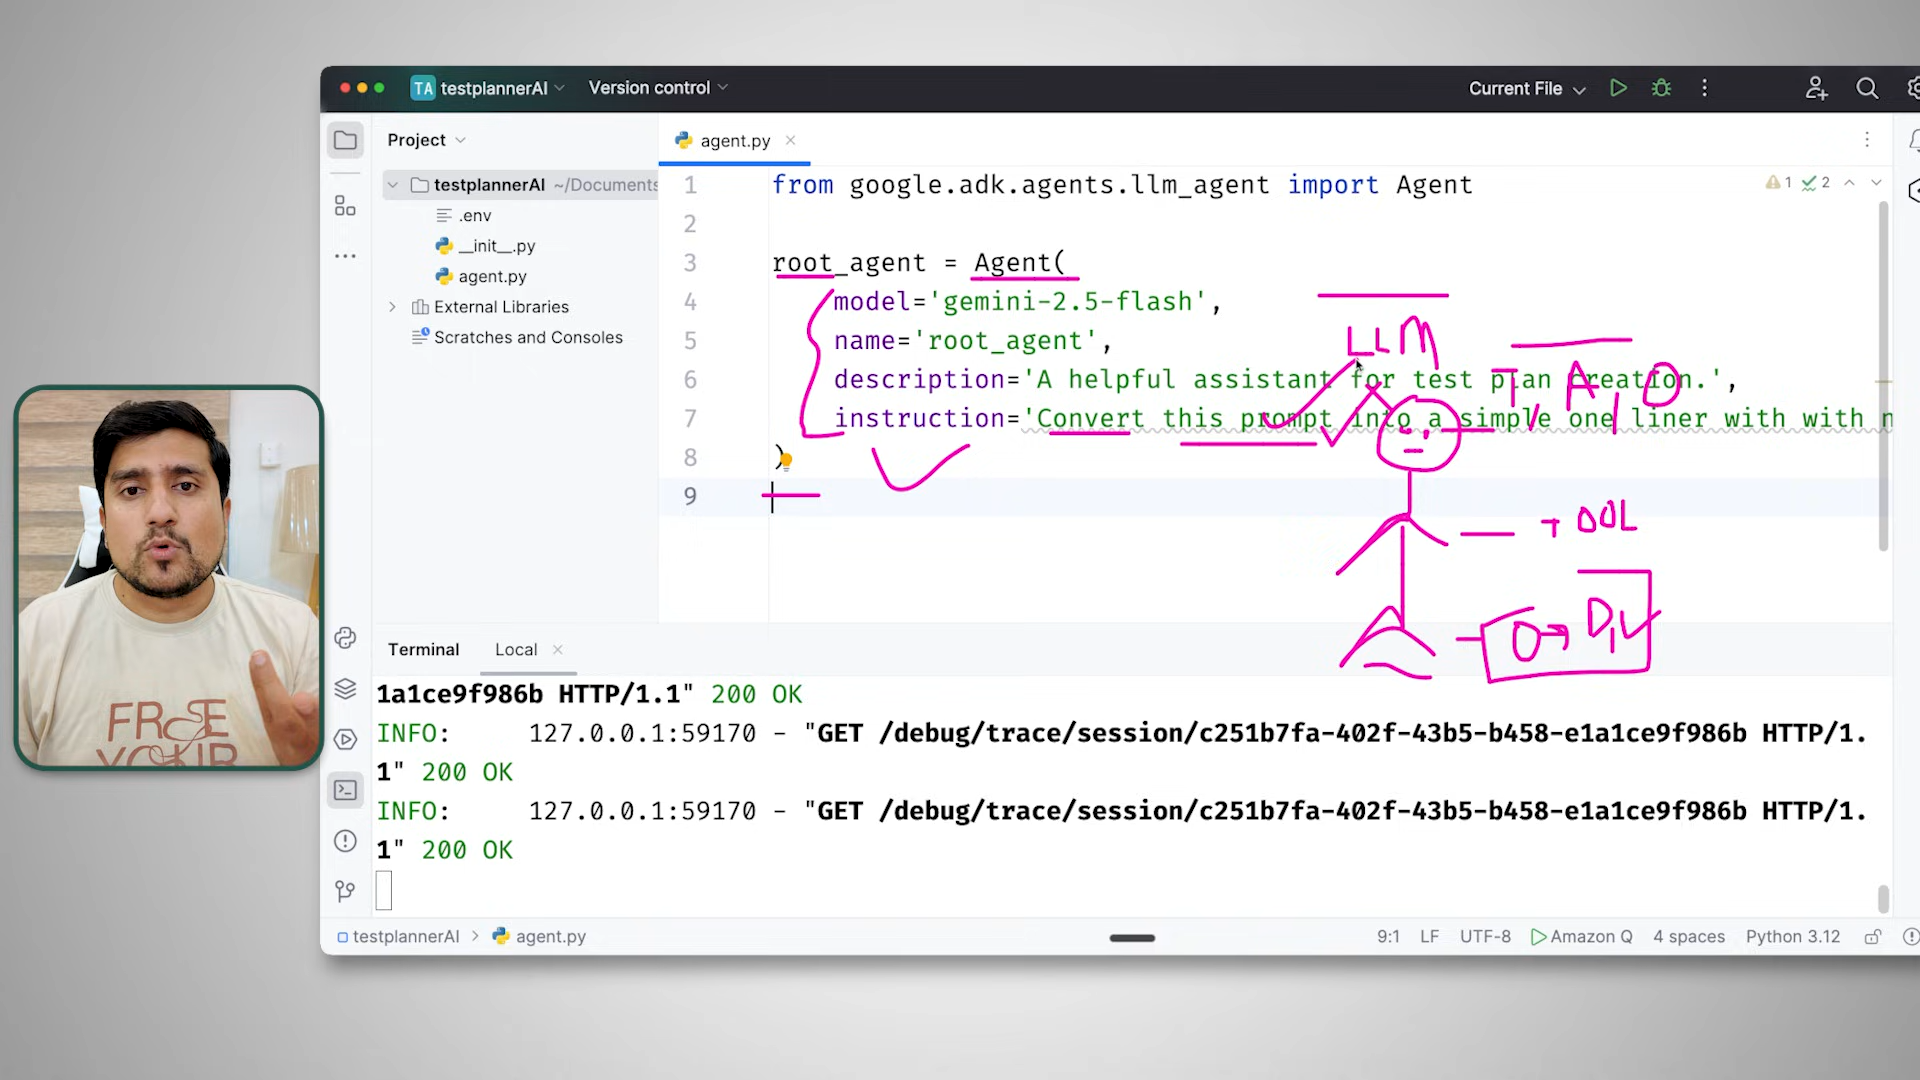 TA testplannerAI Version control Current File
Project
agent.py
testplannerAI ~/Documents
.env
__init__.py
agent.py
External Libraries
Scratches and Consoles
1 from google.adk.agents.llm_agent import Agent
1 2
2
3 root_agent = Agent(
4 model='gemini-2.5-flash',
5 name='root_agent',
6 description='A helpful assistant for test plan creation.',
7 instruction='Convert this prompt into a simple one liner with with n
8 )
9
LLM
T, A, O
TOOL
O→ D,
FREE
YOUR
Terminal Local
1a1ce9f986b HTTP/1.1" 200 OK
INFO: 127.0.0.1:59170 - "GET /debug/trace/session/c251b7fa-402f-43b5-b458-e1a1ce9f986b HTTP/1.
1" 200 OK
INFO: 127.0.0.1:59170 - "GET /debug/trace/session/c251b7fa-402f-43b5-b458-e1a1ce9f986b HTTP/1.
1" 200 OK
testplannerAI > agent.py
9:1 LF UTF-8 Amazon Q 4 spaces Python 3.12